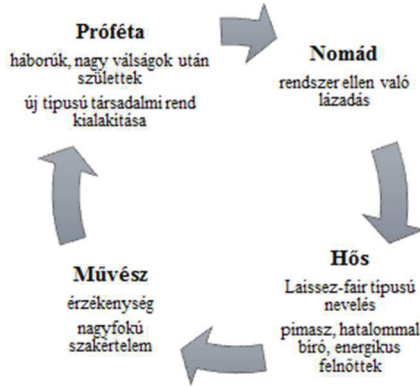 Próféta
háborúk, nagy válságok után
születtek
új típusú társadalmi rend
kialakítása
Nomád
rendszer ellen való
lázadás
Hős
Laissez-fair típusú
nevelés
pimasz, hatalommal
bíró, energikus
felnőttek
Művész
érzékenység
nagyfokú
szakértelem